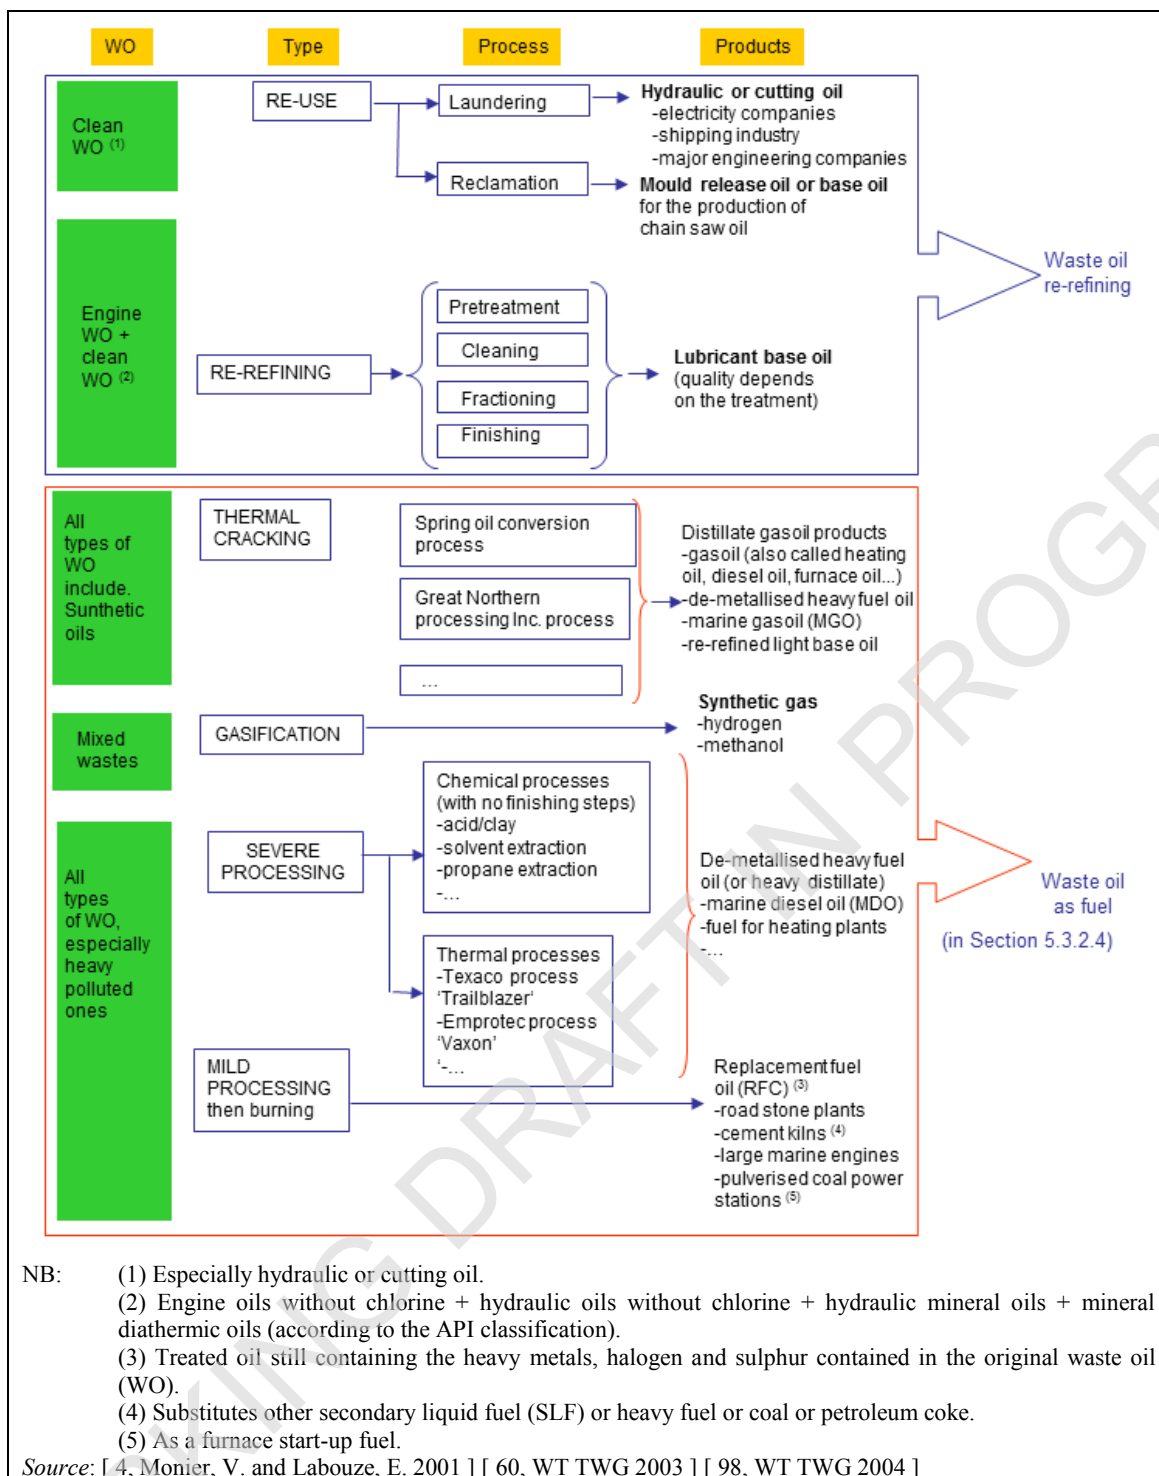 WO
Type
Process
Products
Clean
WO (1)
RE-USE
Laundering
Hydraulic or cutting oil
-electricity companies
-shipping industry
-major engineering companies
Reclamation
Mould release oil or base oil
for the production of
chain saw oil
Waste oil
re-refining
Engine
WO +
clean
WO (2)
RE-REFINING
Pretreatment
Cleaning
Fractioning
Finishing
Lubricant base oil
(quality depends
on the treatment)
All
types of
WO
include.
Sunthetic
oils
THERMAL
CRACKING
Spring oil conversion
process
Great Northern
processing Inc. process
...
Distillate gasoil products
-gasoil (also called heating
oil, diesel oil, furnace oil...)
-de-metallised heavy fuel oil
-marine gasoil (MGO)
-re-refined light base oil
Mixed
wastes
GASIFICATION
Synthetic gas
-hydrogen
-methanol
All
types
of WO,
especially
heavy
polluted
ones
SEVERE
PROCESSING
Chemical processes
(with no finishing steps)
-acid/clay
-solvent extraction
-propane extraction
-...
Thermal processes
-Texaco process
‘Trailblazer‘
-Emprotec process
‘Vaxon’
‘-...
De-metallised heavy fuel
oil (or heavy distillate)
-marine diesel oil (MDO)
-fuel for heating plants
-...
Waste oil
as fuel
(in Section 5.3.2.4)
MILD
PROCESSING
then burning
Replacement fuel
oil (RFC) (3)
-road stone plants
-cement kilns (4)
-large marine engines
-pulverised coal power
stations (5)
NB: (1) Especially hydraulic or cutting oil.
(2) Engine oils without chlorine + hydraulic oils without chlorine + hydraulic mineral oils + mineral
diathermic oils (according to the API classification).
(3) Treated oil still containing the heavy metals, halogen and sulphur contained in the original waste oil
(WO).
(4) Substitutes other secondary liquid fuel (SLF) or heavy fuel or coal or petroleum coke.
(5) As a furnace start-up fuel.
Source: [ 4, Monier, V. and Labouze, E. 2001 ] [ 60, WT TWG 2003 ] [ 98, WT TWG 2004 ]
RKING DRAFT IN PROGR